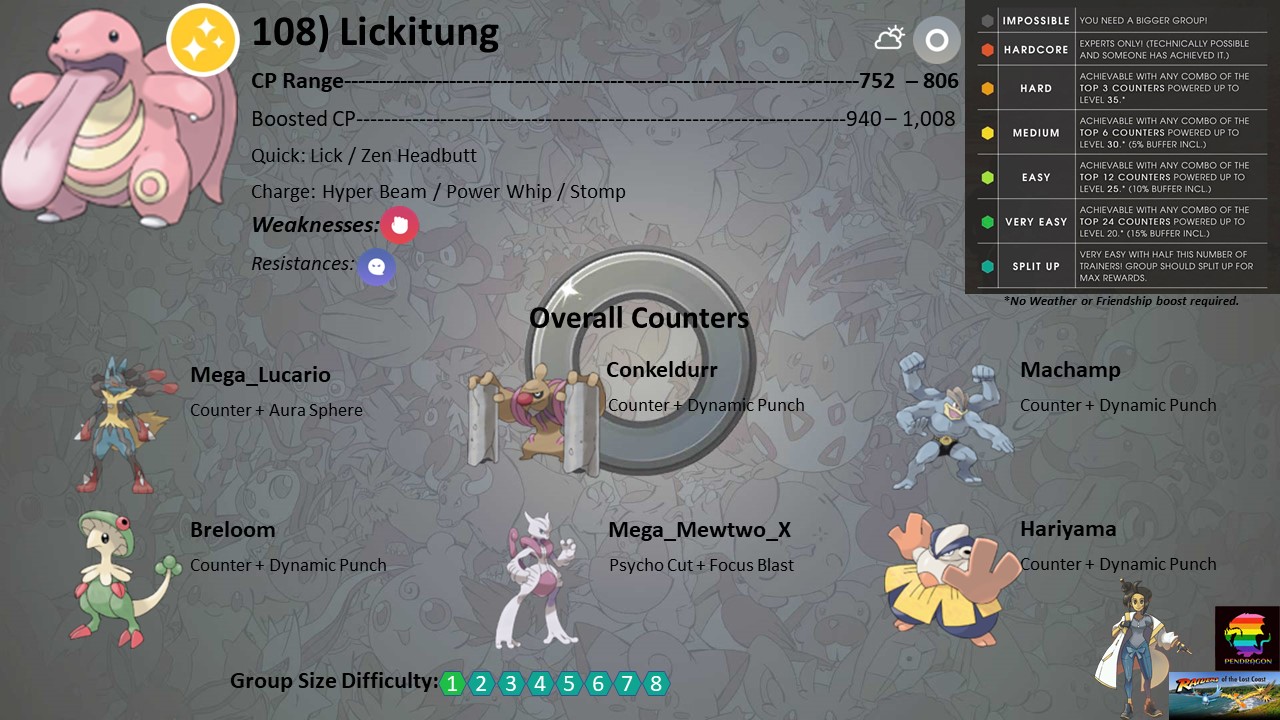 108) Lickitung
CP Range---752 – 806
Boosted CP---940 – 1,008
Quick: Lick / Zen Headbutt
Charge: Hyper Beam / Power Whip / Stomp
Weaknesses:
Resistances:
IMPOSSIBLE
YOU NEED A BIGGER GROUP!
HARDCORE
EXPERTS ONLY! (TECHNICALLY POSSIBLE
AND SOMEONE HAS ACHIEVED IT.)
HARD
ACHIEVABLE WITH ANY COMBO OF THE
TOP 3 COUNTERS POWERED UP TO
LEVEL 35.*
MEDIUM
ACHIEVABLE WITH ANY COMBO OF THE
TOP 6 COUNTERS POWERED UP TO
LEVEL 30.* (5% BUFFER INCL.)
EASY
ACHIEVABLE WITH ANY COMBO OF THE
TOP 12 COUNTERS POWERED UP TO
LEVEL 25.* (10% BUFFER INCL.)
VERY EASY
ACHIEVABLE WITH ANY COMBO OF THE
TOP 24 COUNTERS POWERED UP TO
LEVEL 20.* (15% BUFFER INCL.)
SPLIT UP
VERY EASY WITH HALF THIS NUMBER OF
TRAINERS! GROUP SHOULD SPLIT UP FOR
MAX REWARDS.
*No Weather or Friendship boost required.
Overall Counters
Mega_Lucario
Counter + Aura Sphere
Conkeldurr
Counter + Dynamic Punch
Machamp
Counter + Dynamic Punch
Breloom
Counter + Dynamic Punch
Mega_Mewtwo_X
Psycho Cut + Focus Blast
Hariyama
Counter + Dynamic Punch
Group Size Difficulty: 1 2 3 4 5 6 7 8
PENDROGON
RAIDERS of the Lost Coast